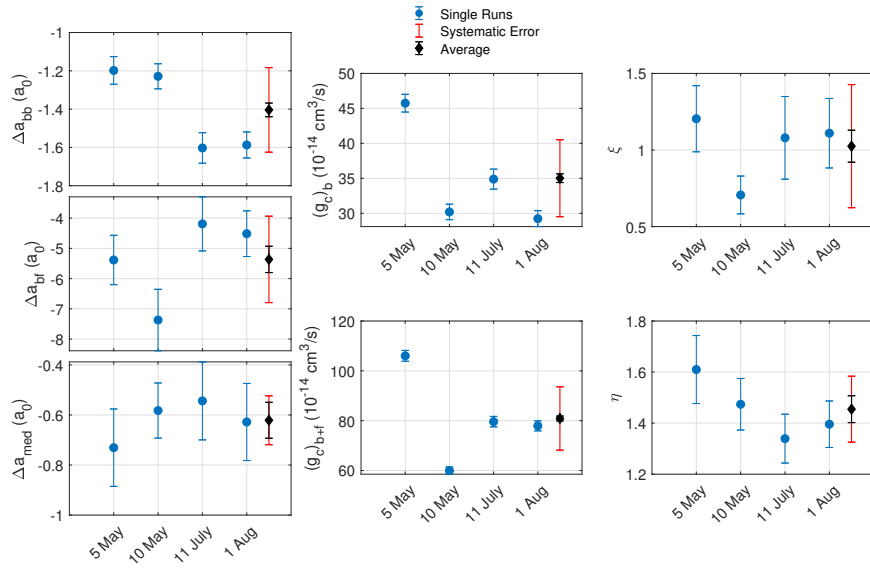 Single Runs
Systematic Error
Average
-1
-1.2
-1.4
-1.6
-1.8
Δa_bb (a_0)
-4
-5
-6
-7
-8
Δa_bf (a_0)
-0.4
-0.6
-0.8
-1
Δa_med (a_0)
5 May
10 May
11 July
1 Aug
50
45
40
35
30
(g_c)_b (10^-14 cm^3/s)
5 May
10 May
11 July
1 Aug
120
100
80
60
(g_c)_b+f (10^-14 cm^3/s)
5 May
10 May
11 July
1 Aug
1.5
1
0.5
ξ
5 May
10 May
11 July
1 Aug
1.8
1.6
1.4
1.2
η
5 May
10 May
11 July
1 Aug